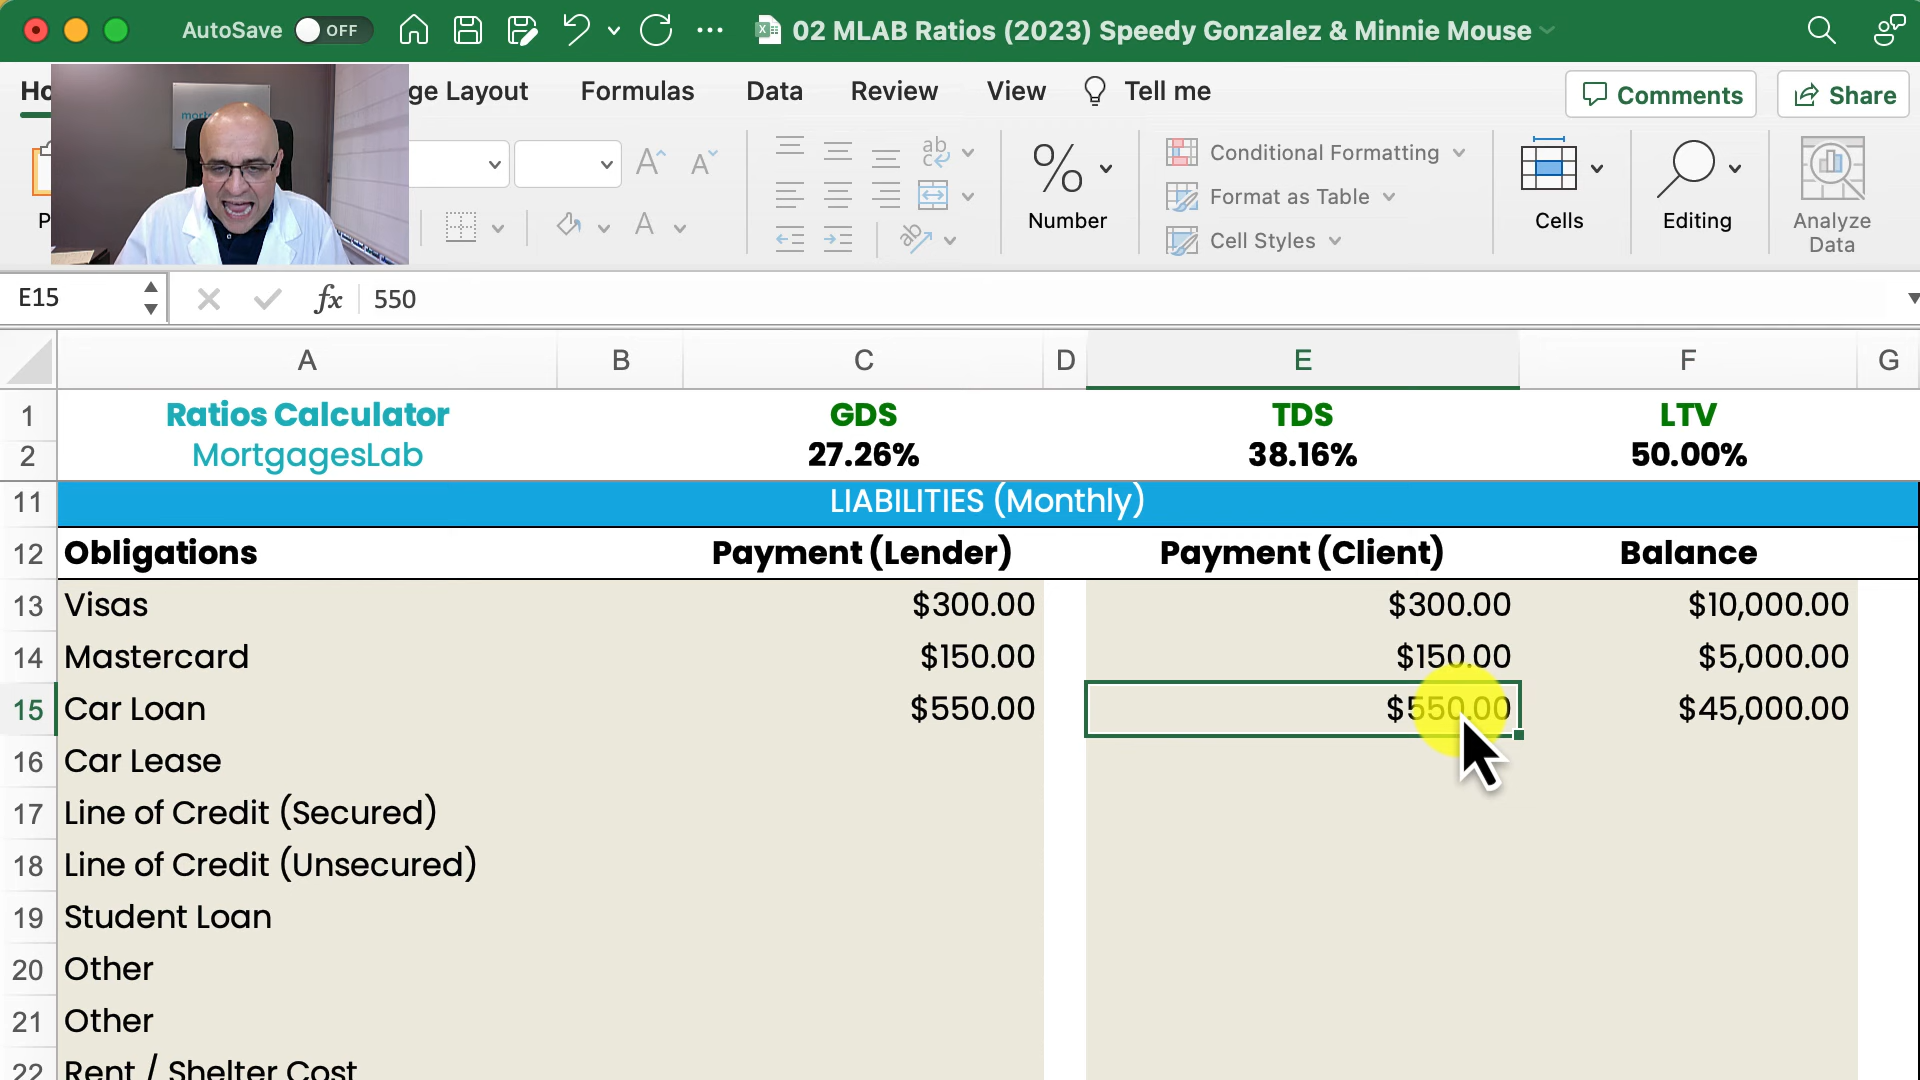 AutoSave OFF 02 MLAB Ratios (2023) Speedy Gonzalez & Minnie Mouse
Ho ge Layout Formulas Data Review View Tell me Comments Share
P Number Conditional Formatting Format as Table Cell Styles Cells Editing Analyze Data
E15 fx 550
A B C D E F G
1 Ratios Calculator GDS TDS LTV
2 MortgagesLab 27.26% 38.16% 50.00%
11 LIABILITIES (Monthly)
12 Obligations Payment (Lender) Payment (Client) Balance
13 Visas $300.00 $300.00 $10,000.00
14 Mastercard $150.00 $150.00 $5,000.00
15 Car Loan $550.00 $550.00 $45,000.00
16 Car Lease
17 Line of Credit (Secured)
18 Line of Credit (Unsecured)
19 Student Loan
20 Other
21 Other
22 Rent / Shelter Cost